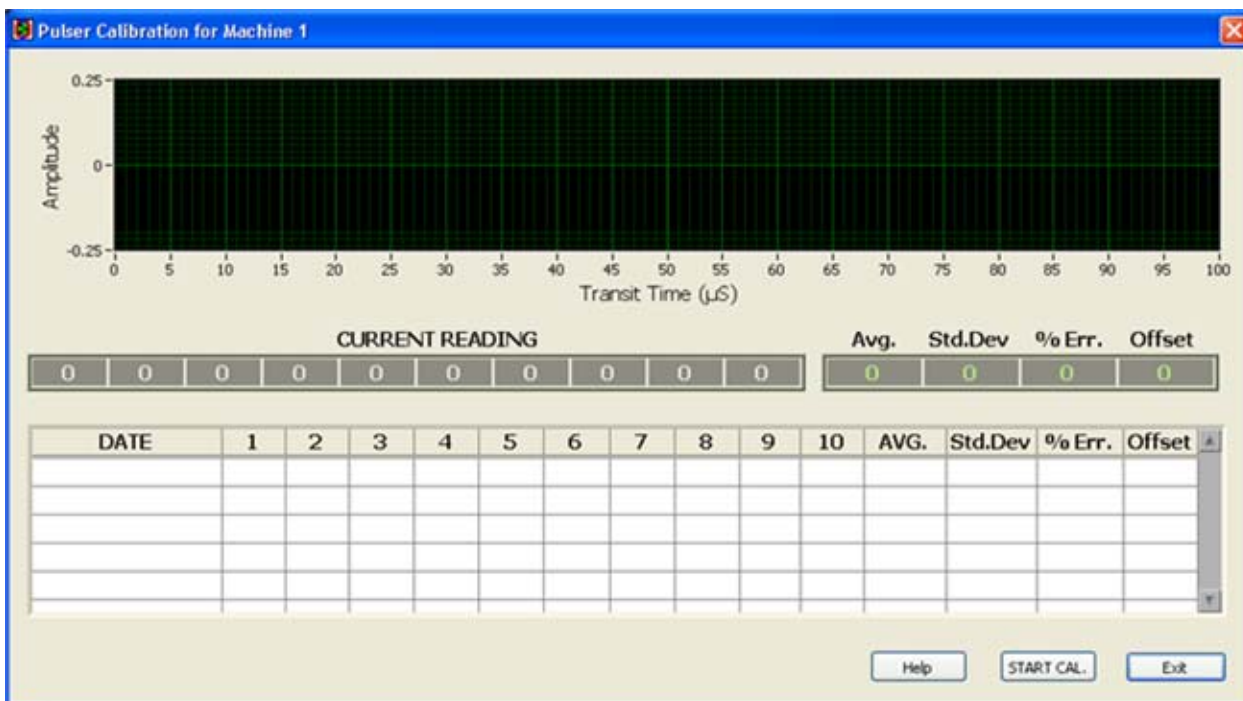 Pulser Calibration for Machine 1
0.25
0
-0.25
Amplitude
0 5 10 15 20 25 30 35 40 45 50 55 60 65 70 75 80 85 90 95 100
Transit Time (µS)
CURRENT READING Avg. Std.Dev % Err. Offset
0 0 0 0 0 0 0 0 0 0 0 0 0 0
DATE 1 2 3 4 5 6 7 8 9 10 AVG. Std.Dev % Err. Offset
Help START CAL. Exit